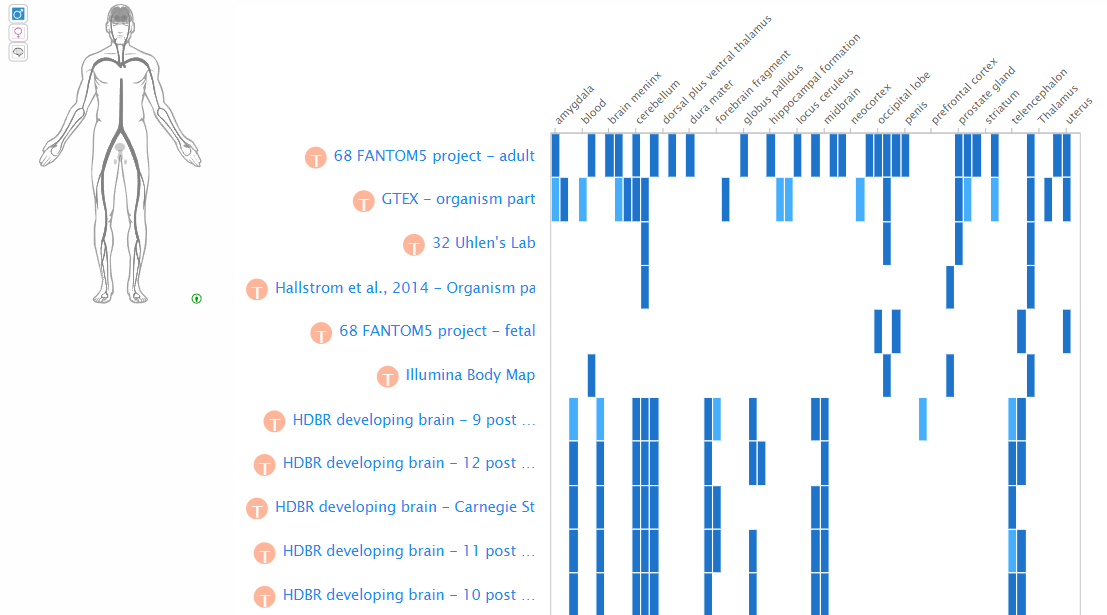 amygdala
blood
brain meninx
cerebellum
dorsal plus ventral thalamus
dura mater
forebrain fragment
globus pallidus
hippocampal formation
locus ceruleus
midbrain
neocortex
occipital lobe
penis
prefrontal cortex
prostate gland
striatum
telencephalon
Thalamus
uterus
T 68 FANTOM5 project - adult
T GTEX - organism part
T 32 Uhlen's Lab
T Hallstrom et al., 2014 - Organism pa
T 68 FANTOM5 project - fetal
T Illumina Body Map
T HDBR developing brain - 9 post ...
T HDBR developing brain - 12 post ...
T HDBR developing brain - Carnegie St
T HDBR developing brain - 11 post ...
T HDBR developing brain - 10 post ...